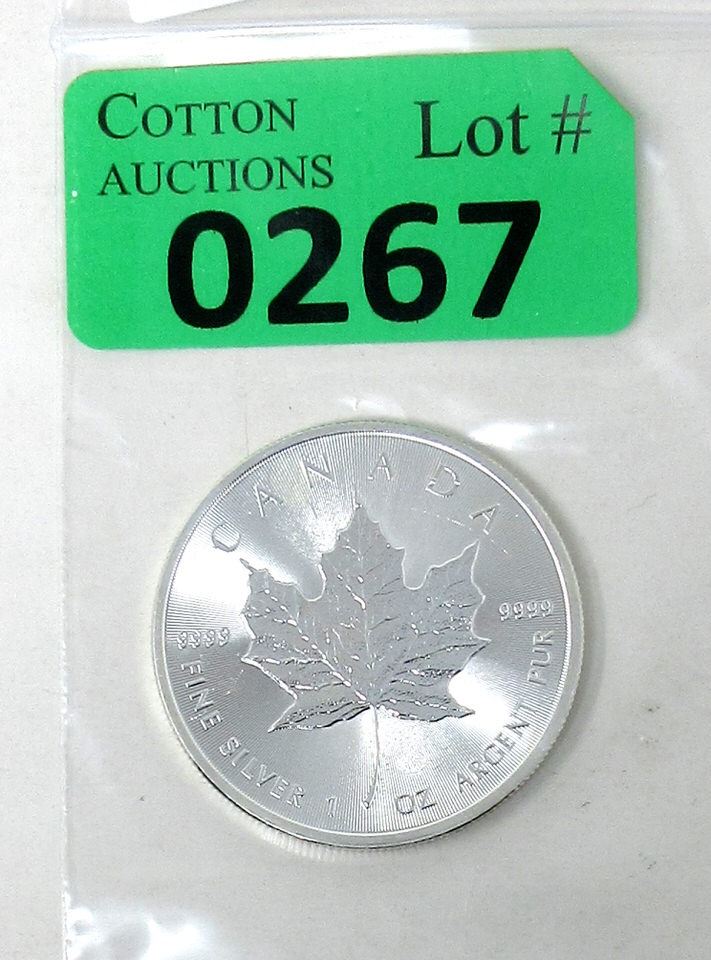 COTTON
AUCTIONS
Lot #
0267
CANADA
9999
9999
FINE SILVER 1 OZ ARGENT PUR